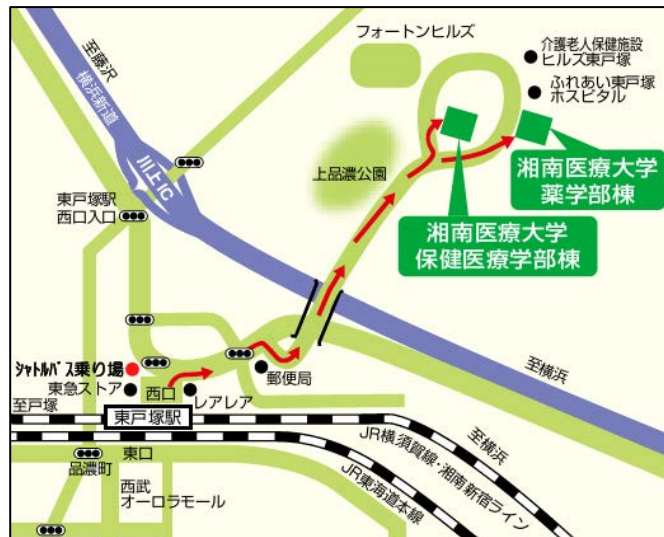 フォートンヒルズ
介護老人保健施設
ヒルズ東戸塚
ふれあい東戸塚
ホスピタル
至藤沢
横浜新道
川上IC
上品濃公園
湘南医療大学
薬学部棟
湘南医療大学
保健医療学部棟
東戸塚駅
西口入口
シャトルバス乗り場
東急ストア
西口
レアレア
郵便局
至横浜
至戸塚
東戸塚駅
至横浜
JR横須賀線・湘南新宿ライン
JR東海道本線
東口
品濃町
西武
オーロラモール